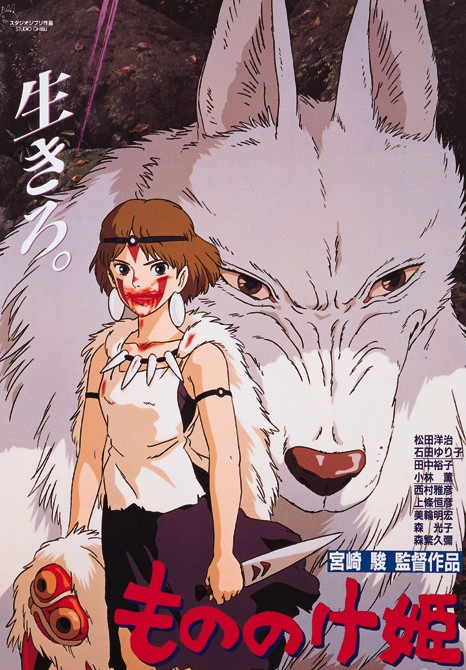 スタジオジブリ作品
STUDIO GHIBLI
生きろ。
松田洋治
石田ゆり子
田中裕子
小林 薫
西村雅彦
上條恒彦
美輪明宏
森 光子
森繁久彌
宮崎 駿 監督作品
もののけ姫